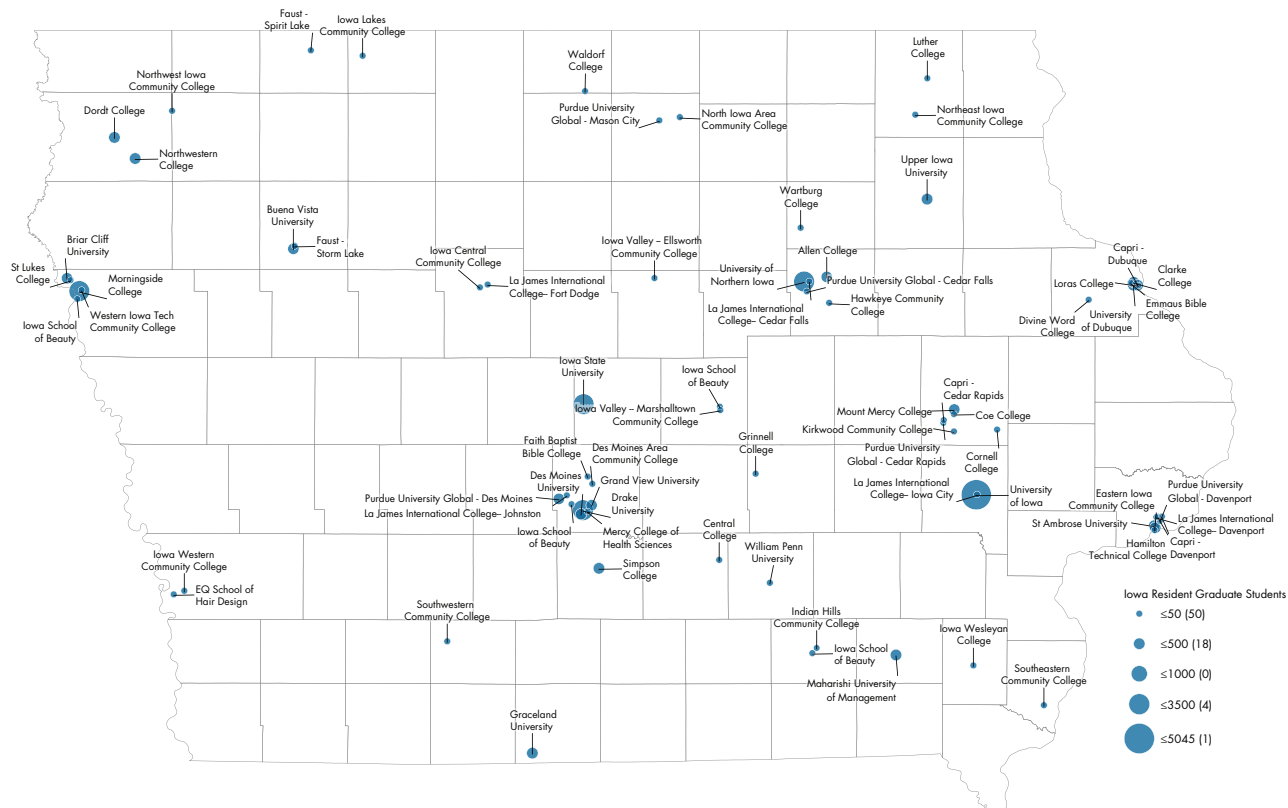 Faust -
Spirit Lake
Iowa Lakes
Community College
Northwest Iowa
Community College
Dordt College
Northwestern
College
Waldorf
College
Purdue University
Global - Mason City
North Iowa Area
Community College
Luther
College
Northeast Iowa
Community College
Upper Iowa
University
Wartburg
College
Buena Vista
University
Faust -
Storm Lake
Briar Cliff
University
St Lukes
College
Morningside
College
Western Iowa Tech
Community College
Iowa School
of Beauty
Iowa Central
Community College
La James International
College– Fort Dodge
Iowa Valley – Ellsworth
Community College
Allen College
University of
Northern Iowa
Purdue University Global - Cedar Falls
La James International
College– Cedar Falls
Hawkeye Community
College
Capri -
Dubuque
Loras College
Clarke
College
Emmaus Bible
College
University
of Dubuque
Divine Word
College
Iowa State
University
Iowa School
of Beauty
Iowa Valley – Marshalltown
Community College
Capri -
Cedar Rapids
Mount Mercy College
Coe College
Kirkwood Community College
Purdue University
Global - Cedar Rapids
Cornell
College
Faith Baptist
Bible College
Des Moines Area
Community College
Des Moines
University
Grand View University
Purdue University Global - Des Moines
La James International College– Johnston
Drake
University
Iowa School
of Beauty
Mercy College of
Health Sciences
Grinnell
College
La James International
College– Iowa City
University
of Iowa
Purdue University
Global - Davenport
Eastern Iowa
Community College
La James International
College– Davenport
St Ambrose University
Hamilton
Technical College
Capri -
Davenport
Central
College
William Penn
University
Simpson
College
Iowa Western
Community College
EQ School of
Hair Design
Southwestern
Community College
Indian Hills
Community College
Iowa School
of Beauty
Maharishi University
of Management
Iowa Wesleyan
College
Southeastern
Community College
Graceland
University
Iowa Resident Graduate Students
≤50 (50)
≤500 (18)
≤1000 (0)
≤3500 (4)
≤5045 (1)